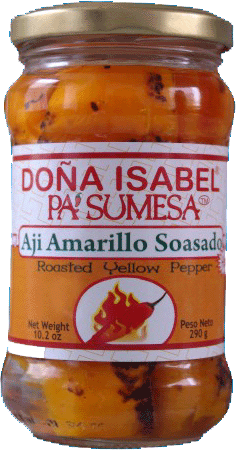 DOÑA ISABEL
PA' SUMESA TM
Aji Amarillo Soasado
Roasted Yellow Pepper
Net Weight
10.2 oz
Peso Neto
290 g